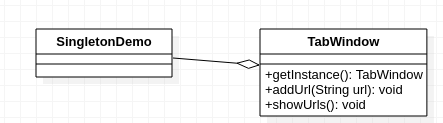 SingletonDemo
TabWindow
+getInstance(): TabWindow
+addUrl(String url): void
+showUrls(): void